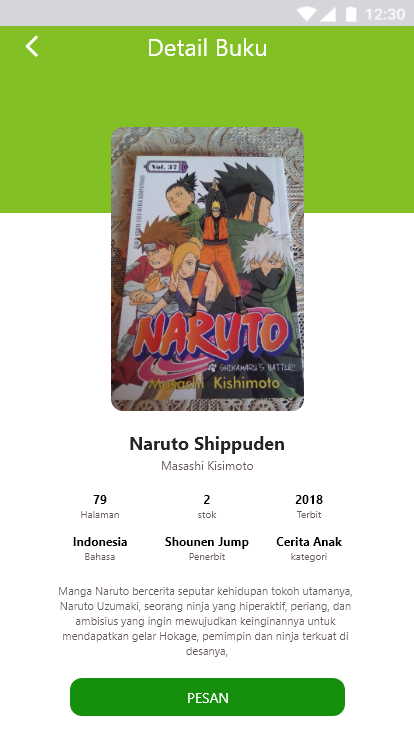 12:30
Detail Buku
Vol. 37
NARUTO
SHIKAMARU'S BATTLE!
Masashi Kishimoto
Naruto Shippuden
Masashi Kisimoto
79 2 2018
Halaman stok Terbit
Indonesia Shounen Jump Cerita Anak
Bahasa Penerbit kategori
Manga Naruto bercerita seputar kehidupan tokoh utamanya,
Naruto Uzumaki, seorang ninja yang hiperaktif, periang, dan
ambisius yang ingin mewujudkan keinginannya untuk
mendapatkan gelar Hokage, pemimpin dan ninja terkuat di
desanya,
PESAN